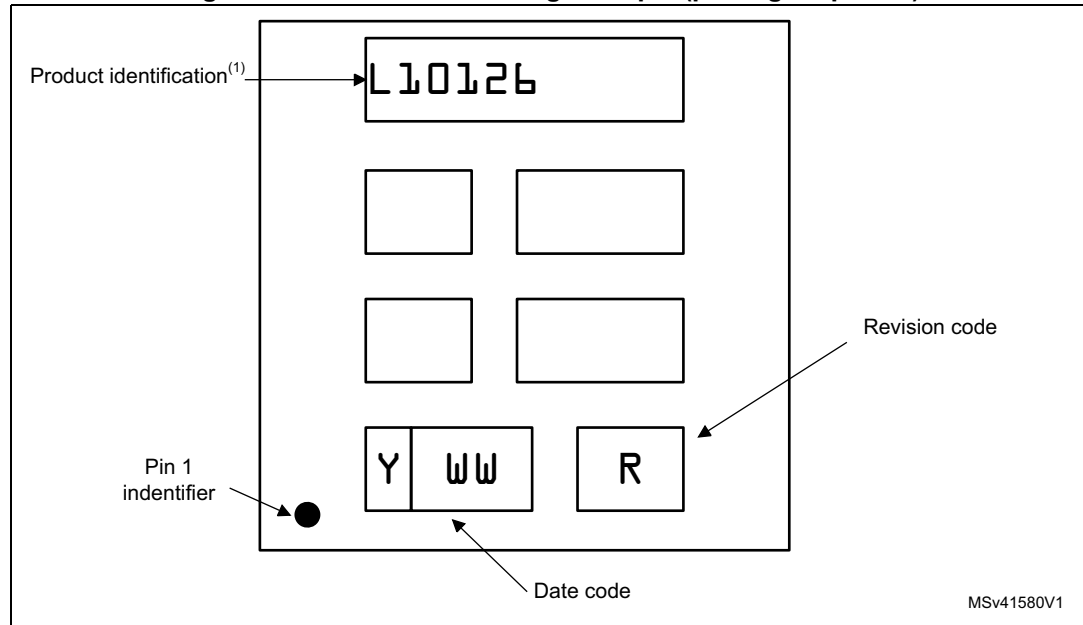 Product identification(1)
L10126
Revision code
Y WW R
Pin 1
indentifier
Date code
MSv41580V1